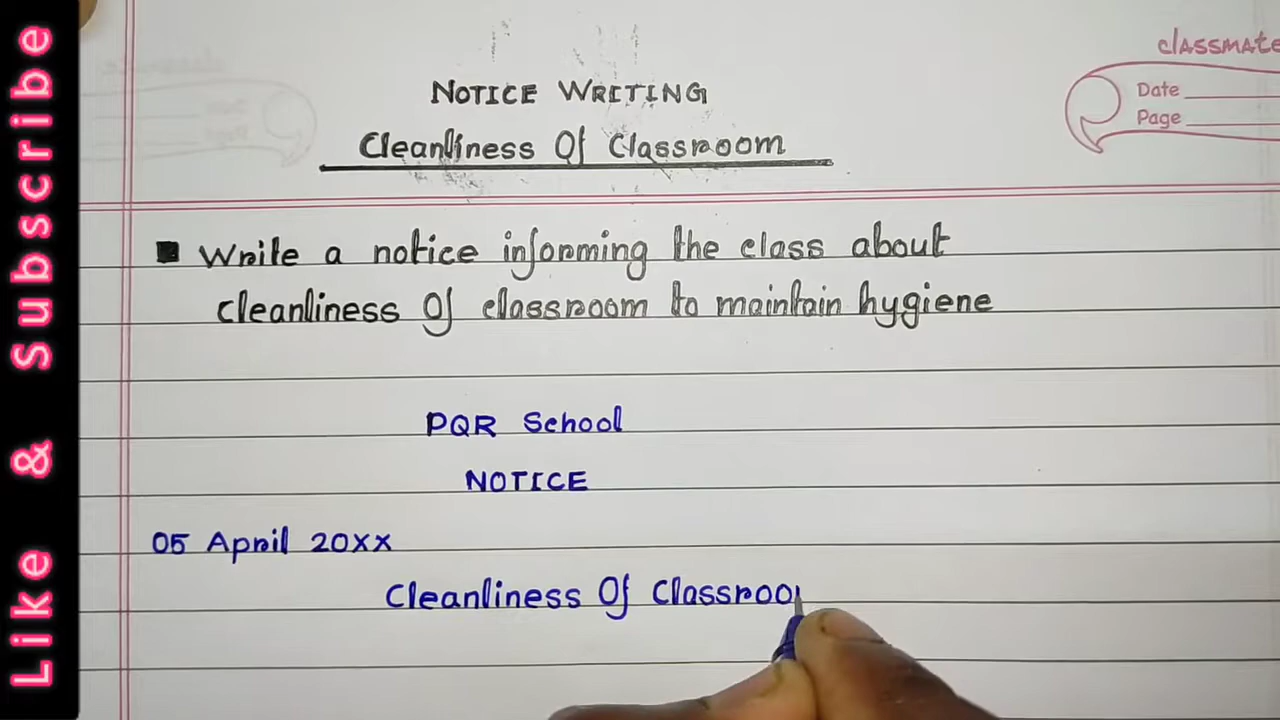 Like & Subscribe
classmate
Date
Page
NOTICE WRITING
Cleanliness Of Classroom
Write a notice informing the class about
cleanliness Of classroom to maintain hygiene
PQR School
NOTICE
05 April 20XX
Cleanliness Of Classroo